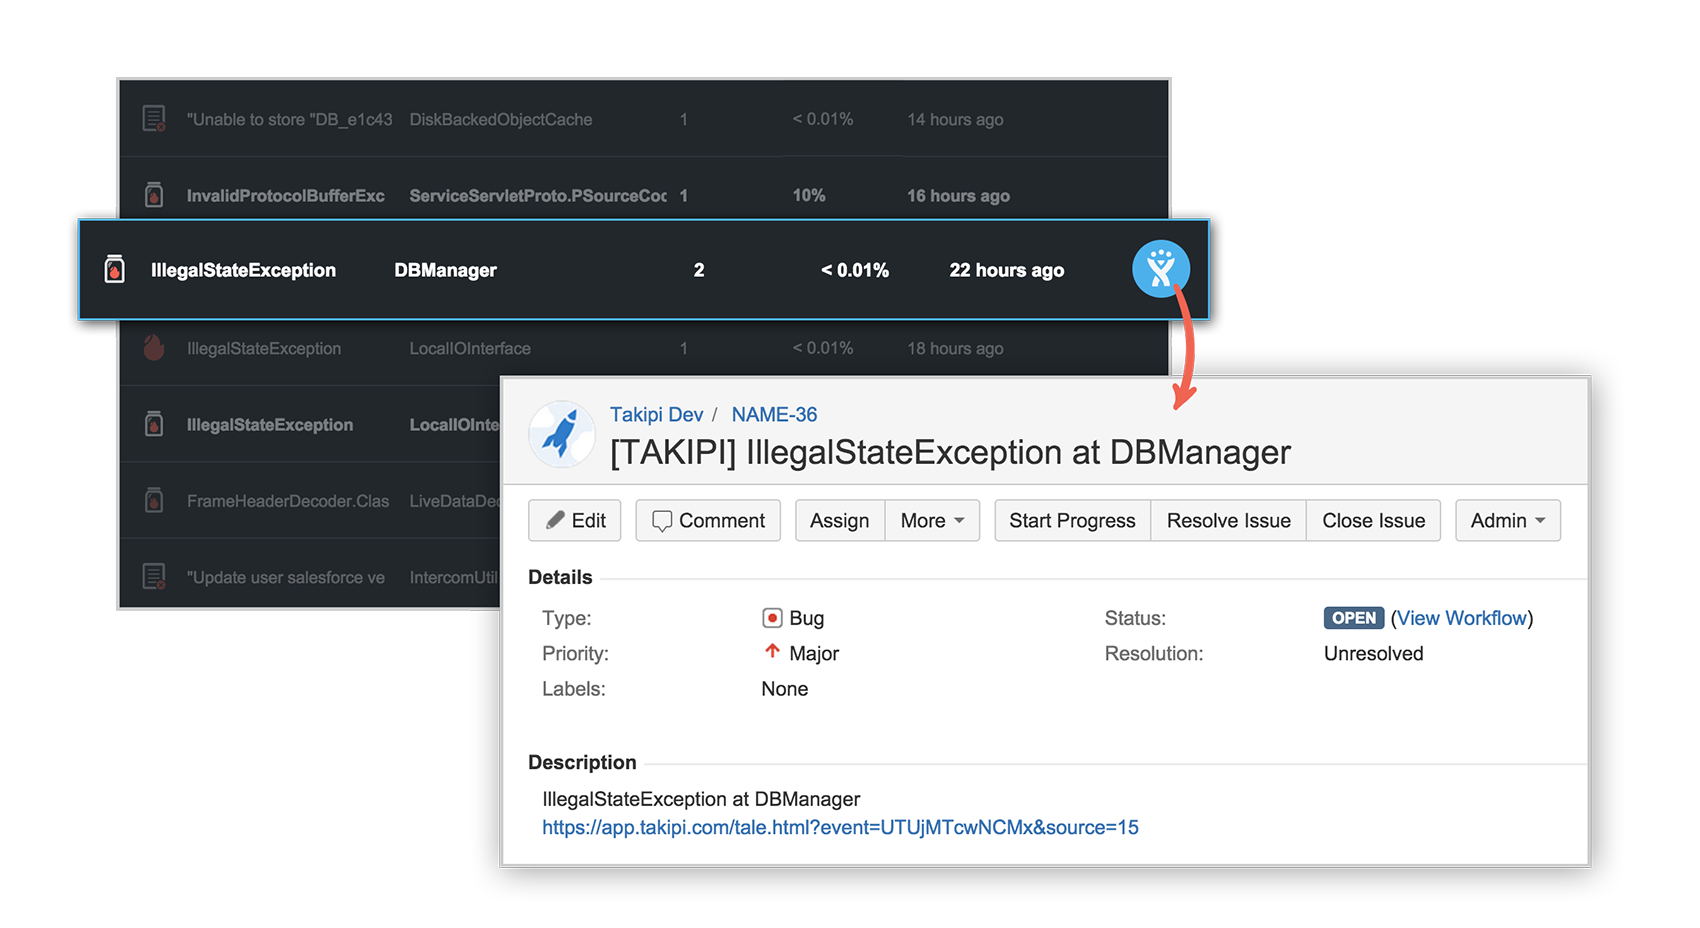 "Unable to store "DB_e1c43 DiskBackedObjectCache 1 < 0.01% 14 hours ago
InvalidProtocolBufferExc ServiceServletProto.PSourceCoc 1 10% 16 hours ago
IllegalStateException DBManager 2 < 0.01% 22 hours ago
IllegalStateException LocalIOInterface 1 < 0.01% 18 hours ago
IllegalStateException LocalIOInte
FrameHeaderDecoder.Clas LiveDataDec
"Update user salesforce ve IntercomUtil
Takipi Dev / NAME-36
[TAKIPI] IllegalStateException at DBManager
Edit Comment Assign More Start Progress Resolve Issue Close Issue Admin
Details
Type: Bug Status: OPEN (View Workflow)
Priority: Major Resolution: Unresolved
Labels: None
Description
IllegalStateException at DBManager
https://app.takipi.com/tale.html?event=UTUjMTcwNCMx&source=15